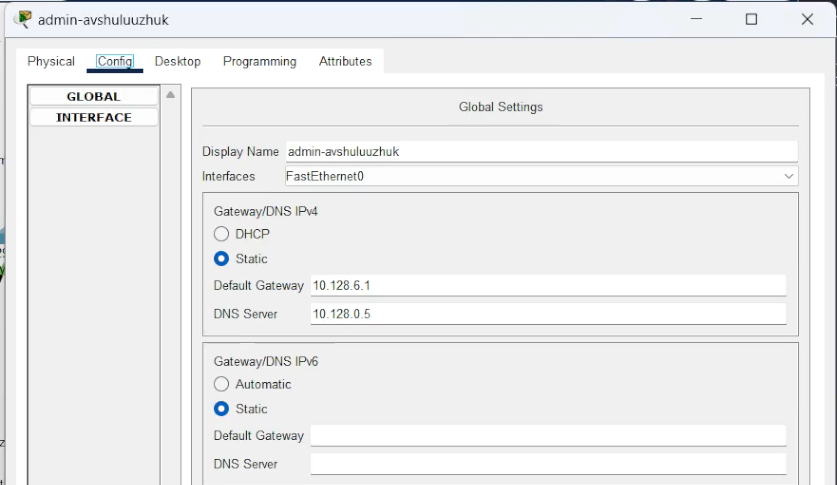 admin-avshuluuzhuk
Physical Config Desktop Programming Attributes
GLOBAL
INTERFACE
Global Settings
Display Name admin-avshuluuzhuk
Interfaces FastEthernet0
Gateway/DNS IPv4
DHCP
Static
Default Gateway 10.128.6.1
DNS Server 10.128.0.5
Gateway/DNS IPv6
Automatic
Static
Default Gateway
DNS Server